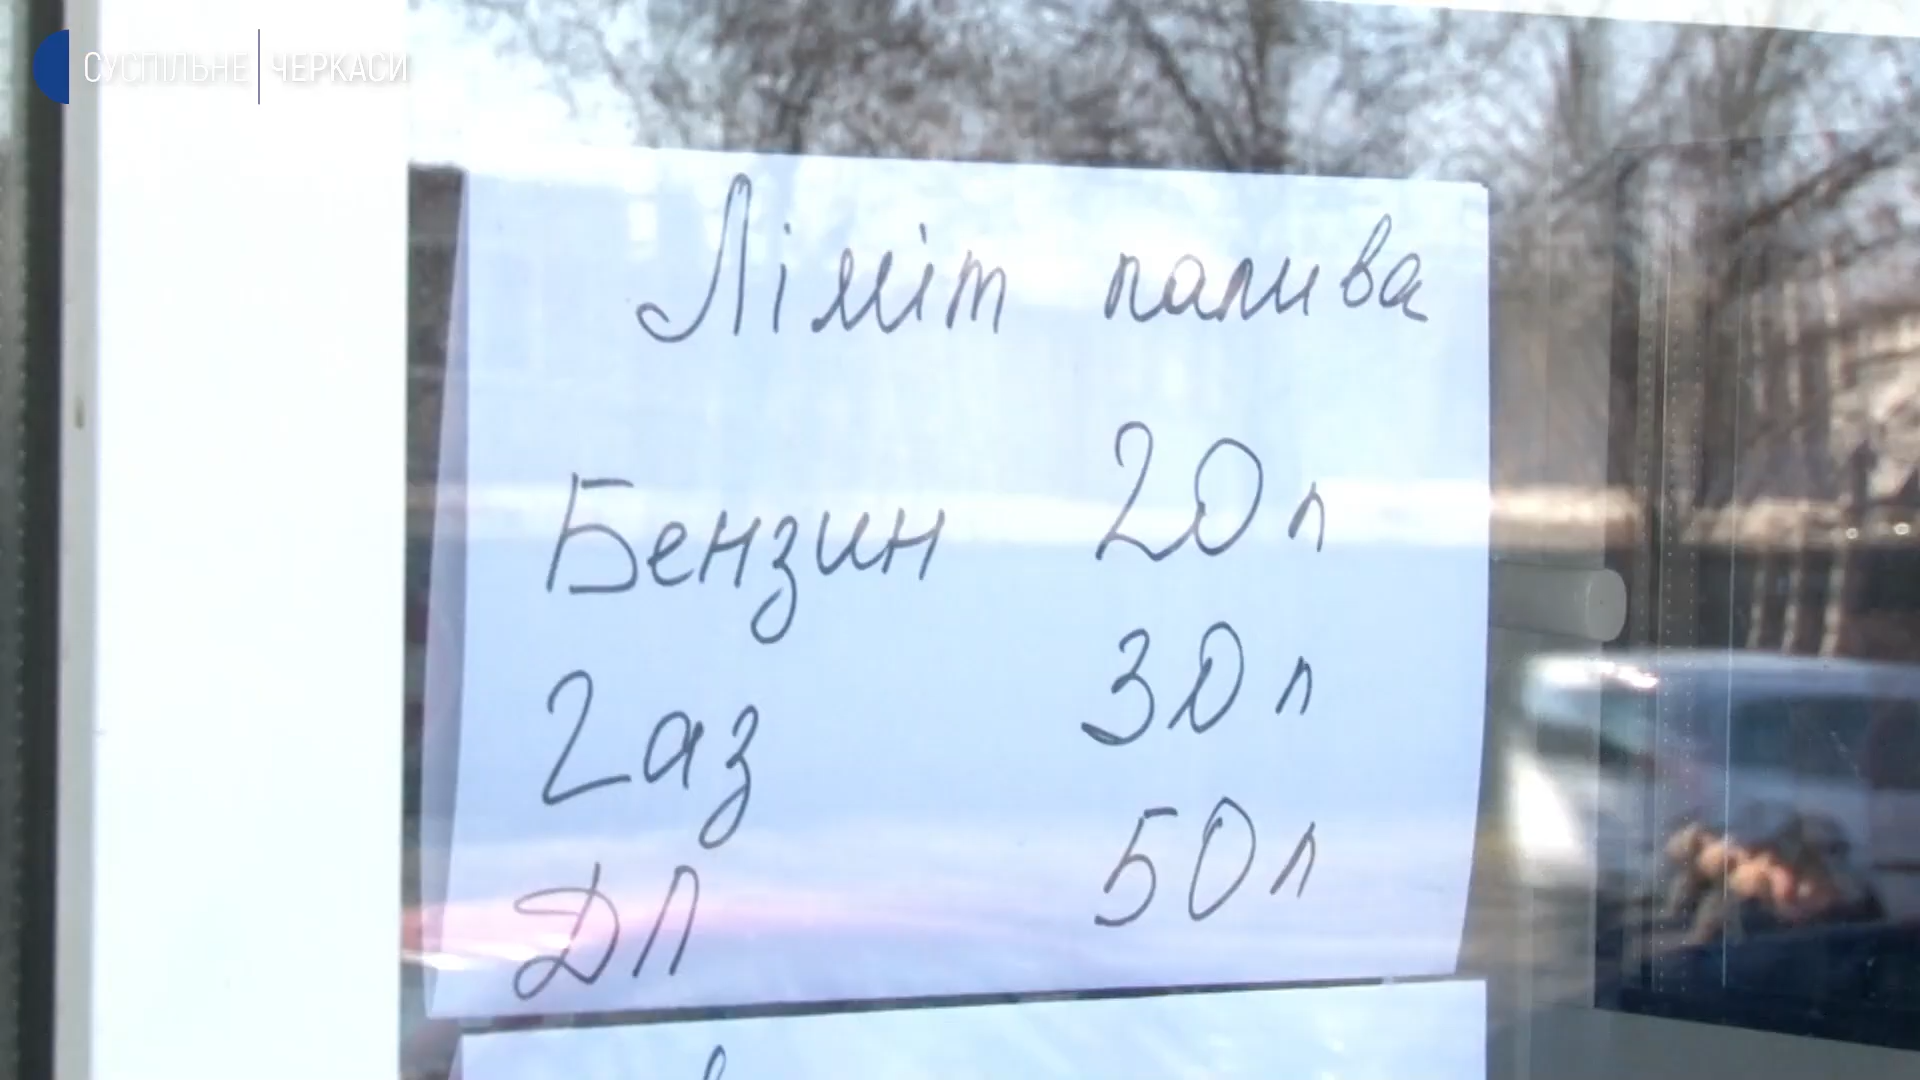 СУСПІЛЬНЕ | ЧЕРКАСИ
Ліміт палива
Бензин 20 л
Газ 30 л
ДП 50 л